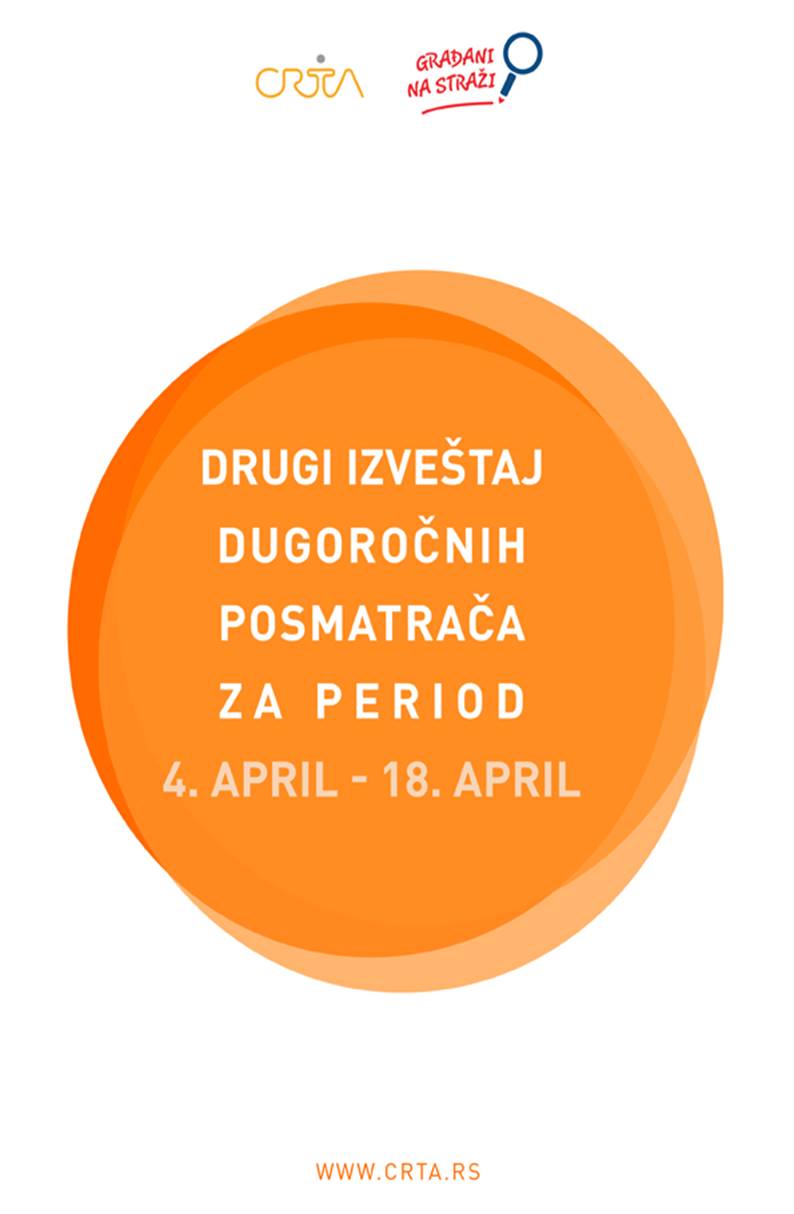 CRTA
GRAĐANI
NA STRAŽI
DRUGI IZVEŠTAJ
DUGOROČNIH
POSMATRAČA
ZA PERIOD
4. APRIL - 18. APRIL
WWW.CRTA.RS